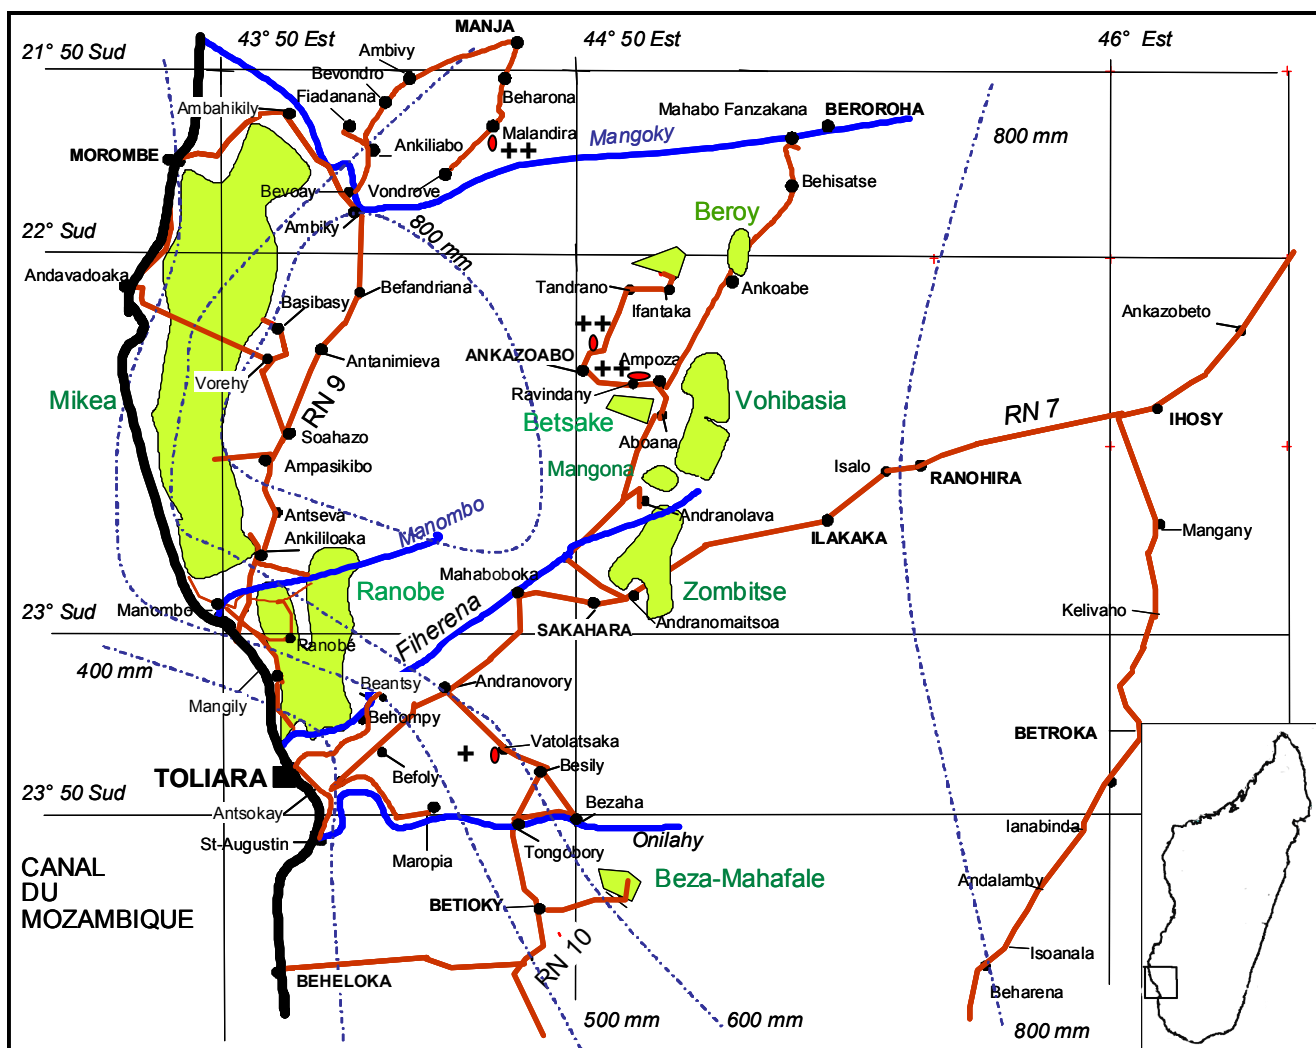 43° 50 Est
44° 50 Est
46° Est
MANJA
21° 50 Sud
Ambivy
Bevondro
Fiadanana
Beharona
Ambahikily
Malandira
Mahabo Fanzakana
BEROROHA
800 mm
Mangoky
Ankiliabo
MOROMBE
Bevoay
Vondrove
Behisatse
Ambiky
800 mm
Beroy
22° Sud
Andavadoaka
Befandriana
Tandrano
Ifantaka
Ankoabe
Basibasy
Ankazobeto
Antanimieva
ANKAZOABO
Ampoza
Vorehy
Ravindany
Mikea
RN 9
Betsake
Vohibasia
RN 7
IHOSY
Soahazo
Aboana
Ampasikibo
Mangona
Isalo
RANOHIRA
Antseva
Andranolava
Manombo
ILAKAKA
Mangany
Ankililoaka
Mahaboboka
Ranobe
Zombitse
Manombo
23° Sud
Fiherena
SAKAHARA
Andranomaitsoa
Kelivaho
Ranobé
400 mm
Beantsy
Andranovory
Mangily
Behompy
BETROKA
Vatolatsaka
TOLIARA
Befoly
Besily
23° 50 Sud
Antsokay
Bezaha
St-Augustin
Maropia
Tongobory
Onilahy
Ianabinda
CANAL
DU
MOZAMBIQUE
Beza-Mahafale
Andalamby
BETIOKY
RN 10
Isoanala
BEHELOKA
Beharena
500 mm
600 mm
800 mm